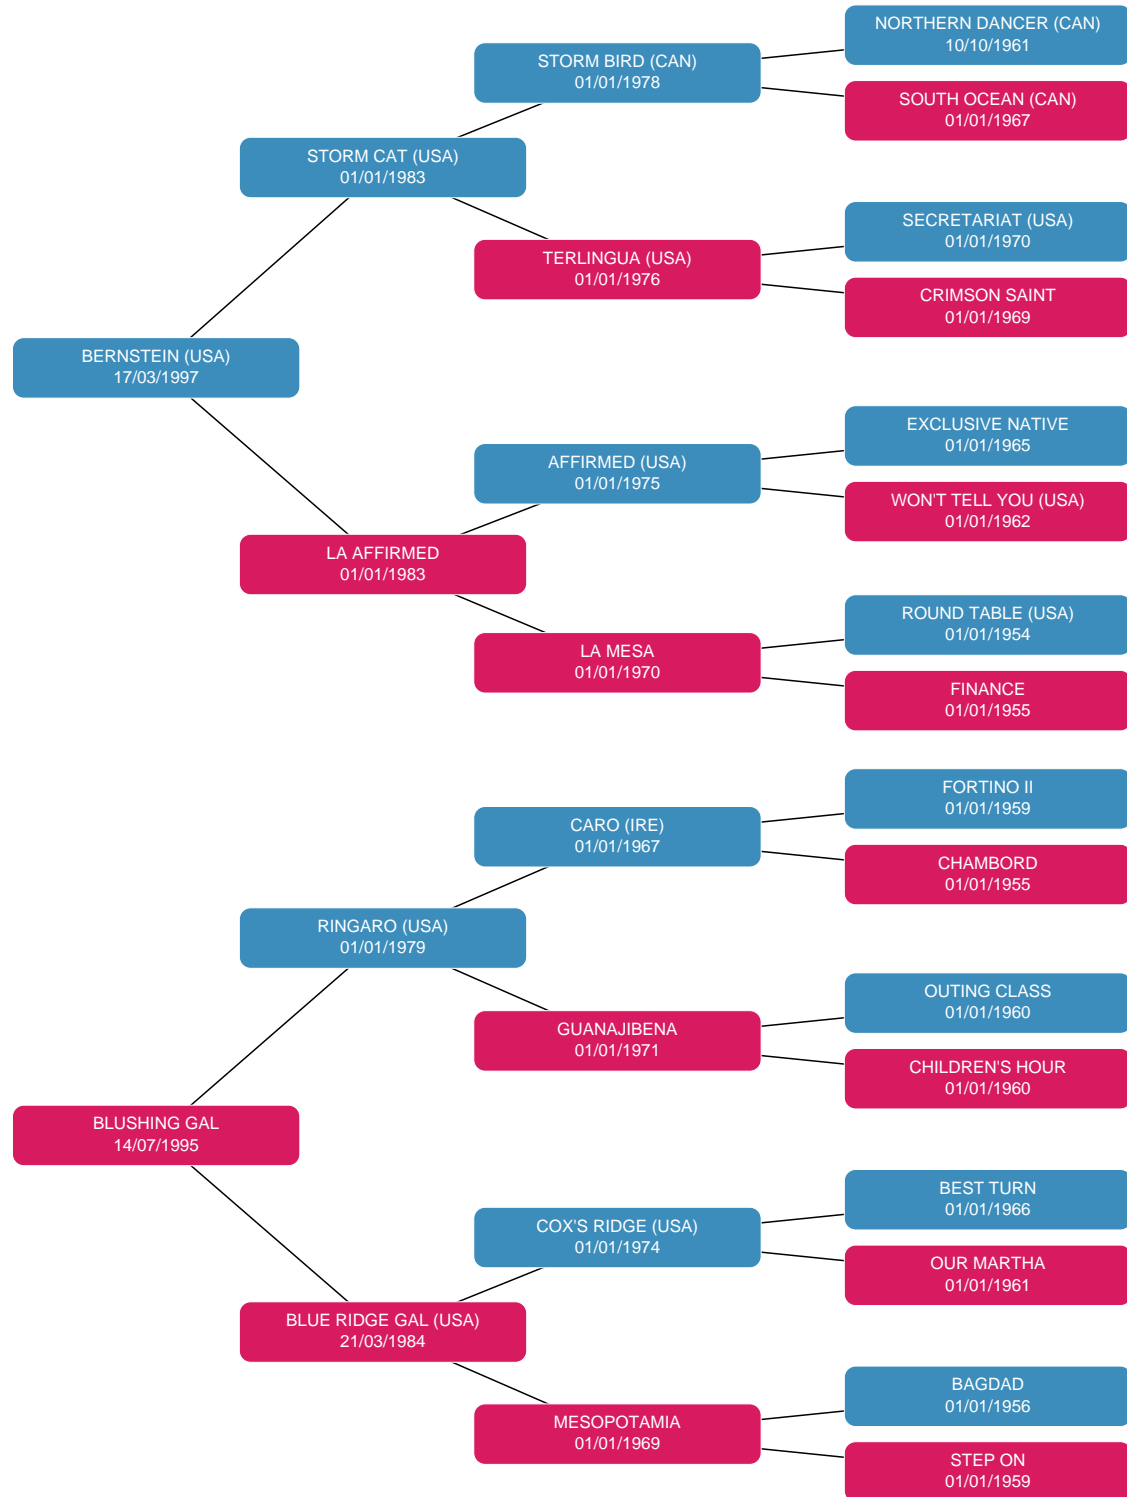 NORTHERN DANCER (CAN)
10/10/1961
STORM BIRD (CAN)
01/01/1978
SOUTH OCEAN (CAN)
01/01/1967
STORM CAT (USA)
01/01/1983
SECRETARIAT (USA)
01/01/1970
TERLINGUA (USA)
01/01/1976
CRIMSON SAINT
01/01/1969
BERNSTEIN (USA)
17/03/1997
EXCLUSIVE NATIVE
01/01/1965
AFFIRMED (USA)
01/01/1975
WON'T TELL YOU (USA)
01/01/1962
LA AFFIRMED
01/01/1983
ROUND TABLE (USA)
01/01/1954
LA MESA
01/01/1970
FINANCE
01/01/1955
FORTINO II
01/01/1959
CARO (IRE)
01/01/1967
CHAMBORD
01/01/1955
RINGARO (USA)
01/01/1979
OUTING CLASS
01/01/1960
GUANAJIBENA
01/01/1971
CHILDREN'S HOUR
01/01/1960
BLUSHING GAL
14/07/1995
BEST TURN
01/01/1966
COX'S RIDGE (USA)
01/01/1974
OUR MARTHA
01/01/1961
BLUE RIDGE GAL (USA)
21/03/1984
BAGDAD
01/01/1956
MESOPOTAMIA
01/01/1969
STEP ON
01/01/1959